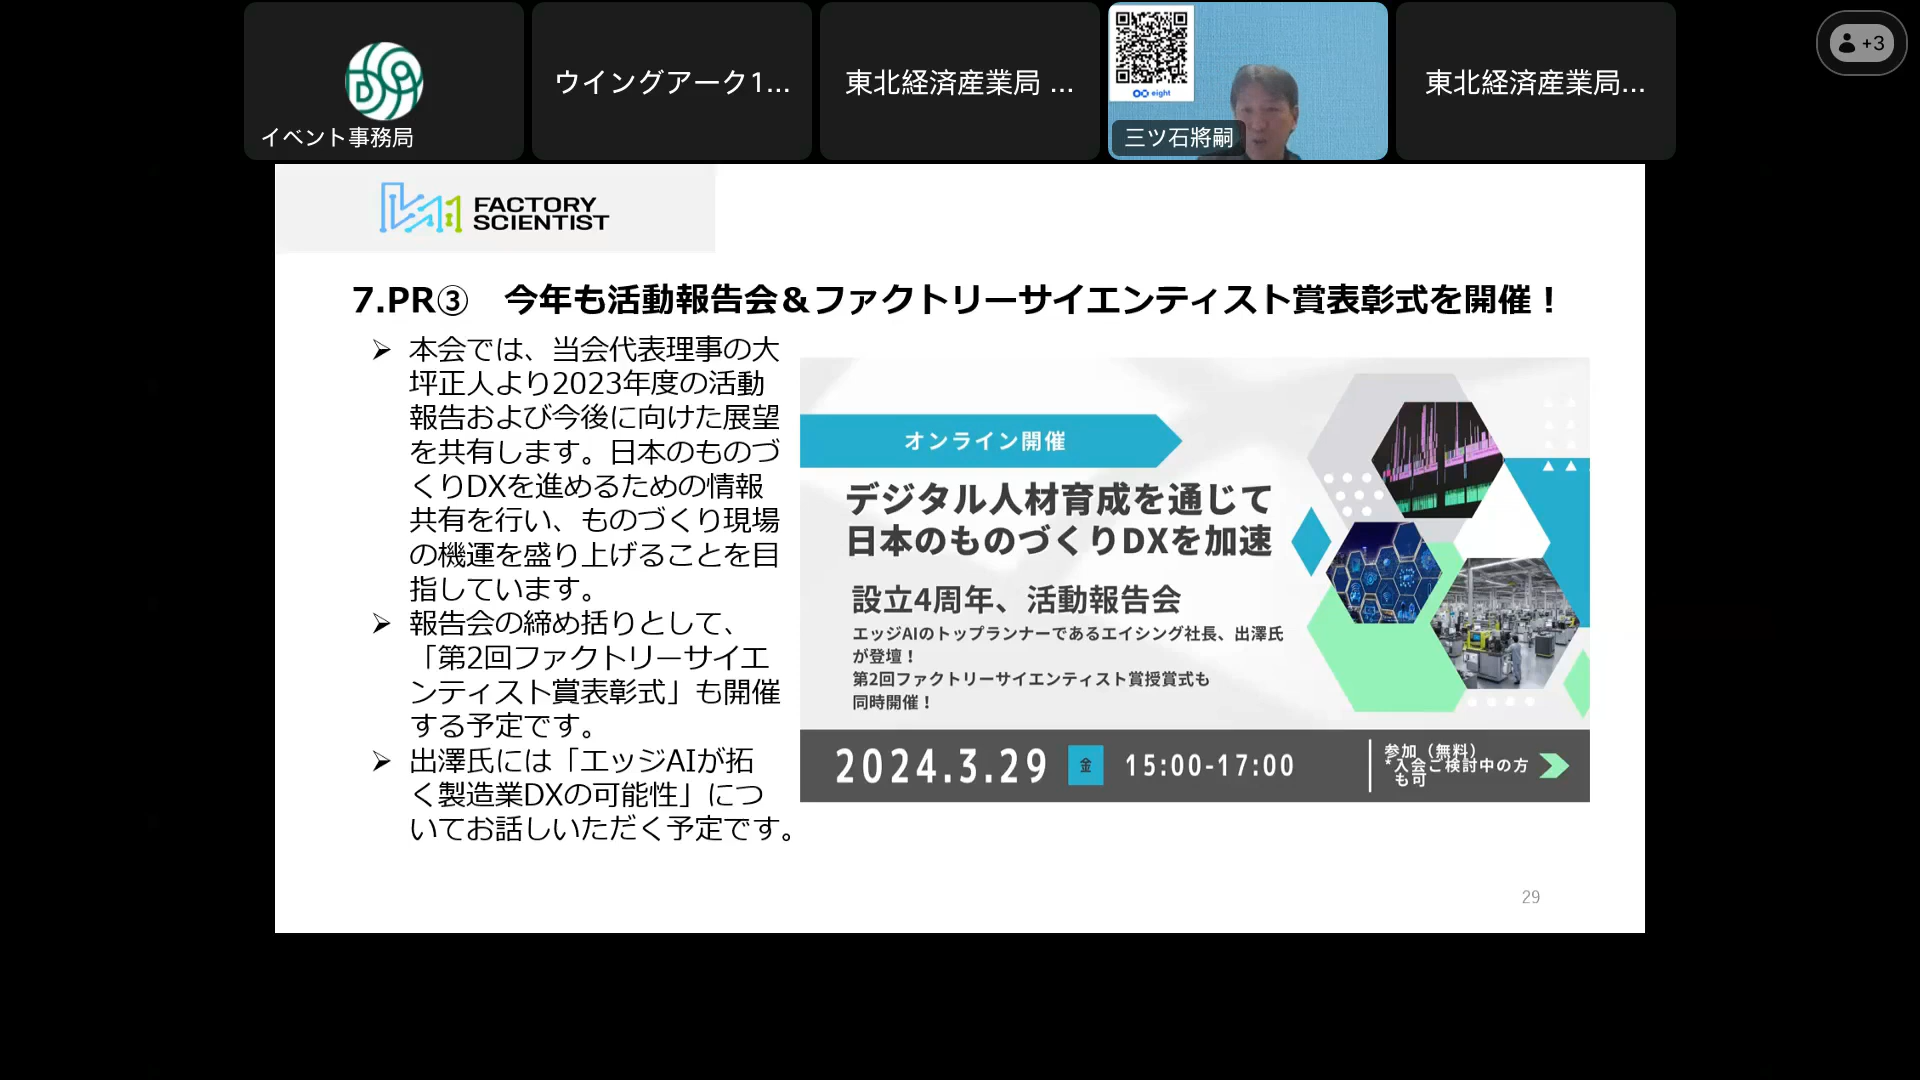 イベント事務局
ウイングアーク1...
東北経済産業局 ...
eight
三ツ石將嗣
東北経済産業局...
+3
FACTORY
SCIENTIST
7.PR③　今年も活動報告会＆ファクトリーサイエンティスト賞表彰式を開催！
➢ 本会では、当会代表理事の大
坪正人より2023年度の活動
報告および今後に向けた展望
を共有します。日本のものづ
くりDXを進めるための情報
共有を行い、ものづくり現場
の機運を盛り上げることを目
指しています。
➢ 報告会の締め括りとして、
「第2回ファクトリーサイエ
ンティスト賞表彰式」も開催
する予定です。
➢ 出澤氏には「エッジAIが拓
く製造業DXの可能性」につ
いてお話しいただく予定です。
オンライン開催
デジタル人材育成を通じて
日本のものづくりDXを加速
設立4周年、活動報告会
エッジAIのトップランナーであるエイシング社長、出澤氏
が登壇！
第2回ファクトリーサイエンティスト賞授賞式も
同時開催！
2024.3.29 金 15:00-17:00
参加（無料）
*入会ご検討中の方
も可
29